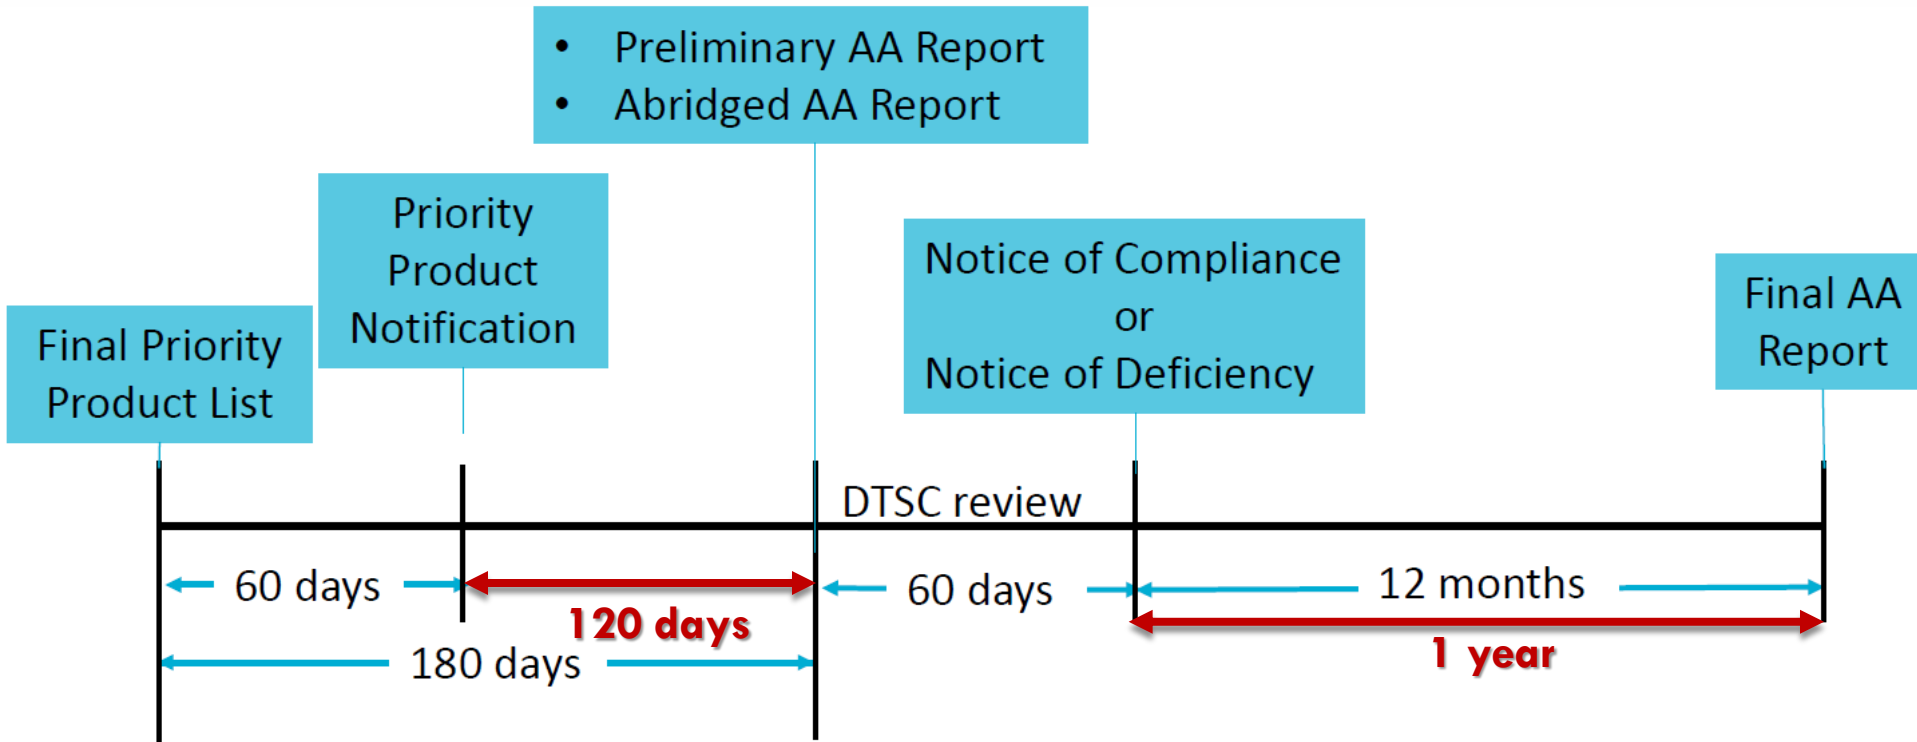 • Preliminary AA Report
• Abridged AA Report
Priority
Product
Notification
Notice of Compliance
or
Notice of Deficiency
Final AA
Report
Final Priority
Product List
DTSC review
60 days
120 days
60 days
12 months
1 year
180 days